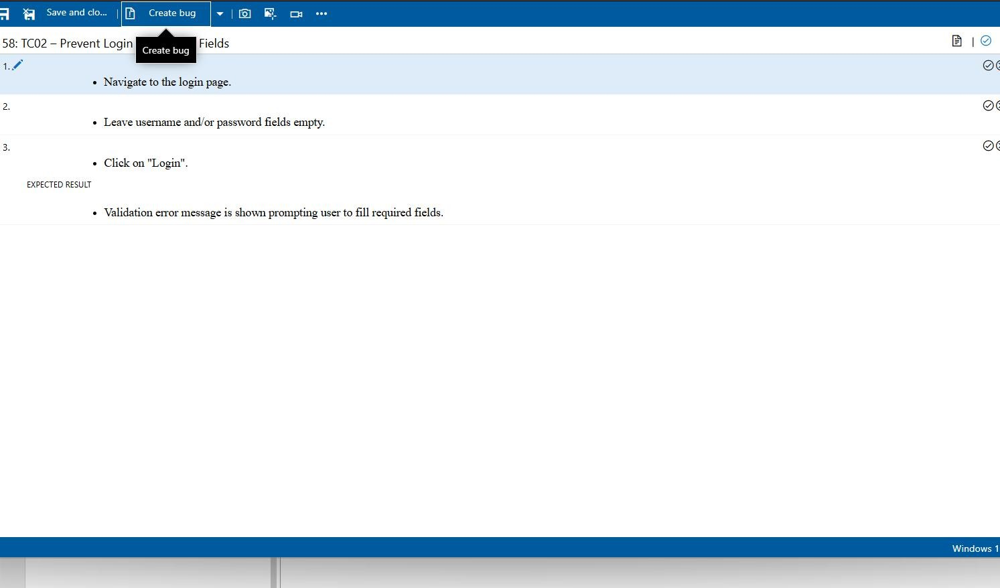 Save and clo...
Create bug
58: TC02 – Prevent Login
Fields
Create bug
1.
• Navigate to the login page.
2.
• Leave username and/or password fields empty.
3.
• Click on "Login".
EXPECTED RESULT
• Validation error message is shown prompting user to fill required fields.
Windows 1